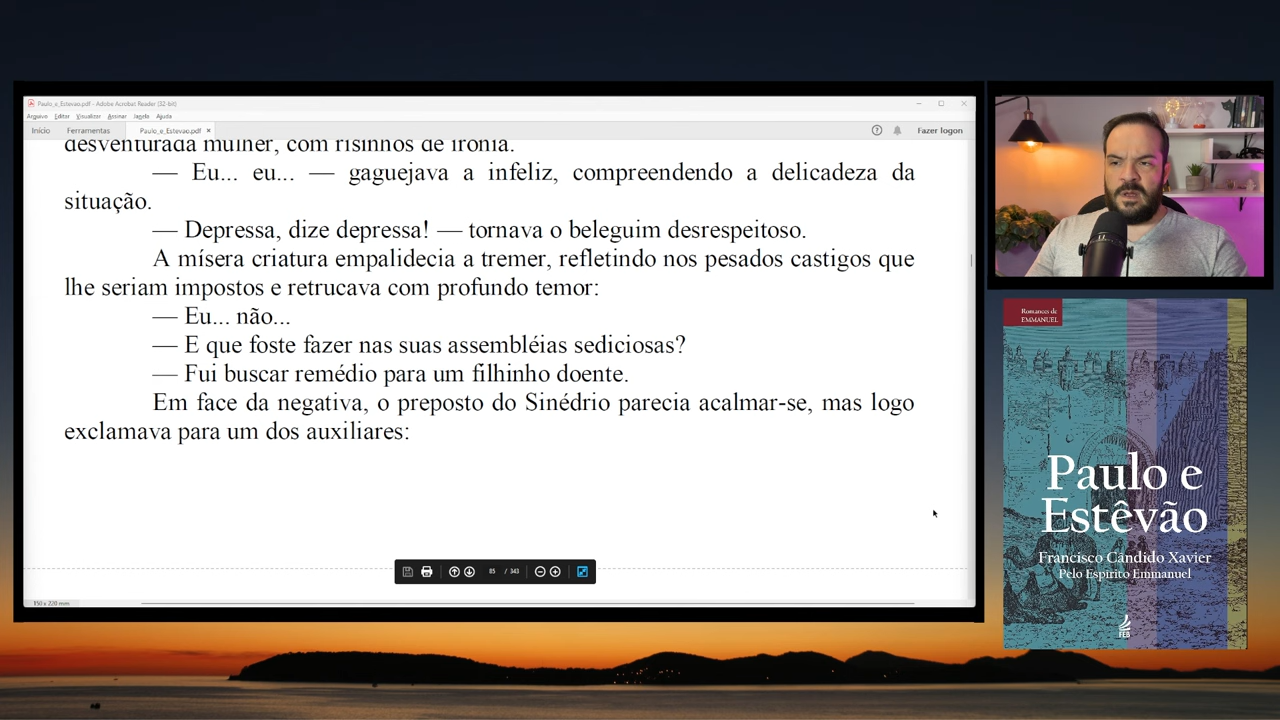 Paulo_e_Estevao.pdf - Adobe Acrobat Reader (32-bit)
Arquivo Editar Visualizar Assinar Janela Ajuda
Início Ferramentas Paulo_e_Estevao.pdf × Fazer logon
desventurada mulher, com risinhos de ironia.
— Eu... eu... — gaguejava a infeliz, compreendendo a delicadeza da
situação.
— Depressa, dize depressa! — tornava o beleguim desrespeitoso.
A mísera criatura empalidecia a tremer, refletindo nos pesados castigos que
lhe seriam impostos e retrucava com profundo temor:
— Eu... não...
— E que foste fazer nas suas assembléias sediciosas?
— Fui buscar remédio para um filhinho doente.
Em face da negativa, o preposto do Sinédrio parecia acalmar-se, mas logo
exclamava para um dos auxiliares:
85 / 343
150 x 220 mm
Romances de
EMMANUEL
Paulo e
Estêvão
Francisco Cândido Xavier
Pelo Espírito Emmanuel
FEB